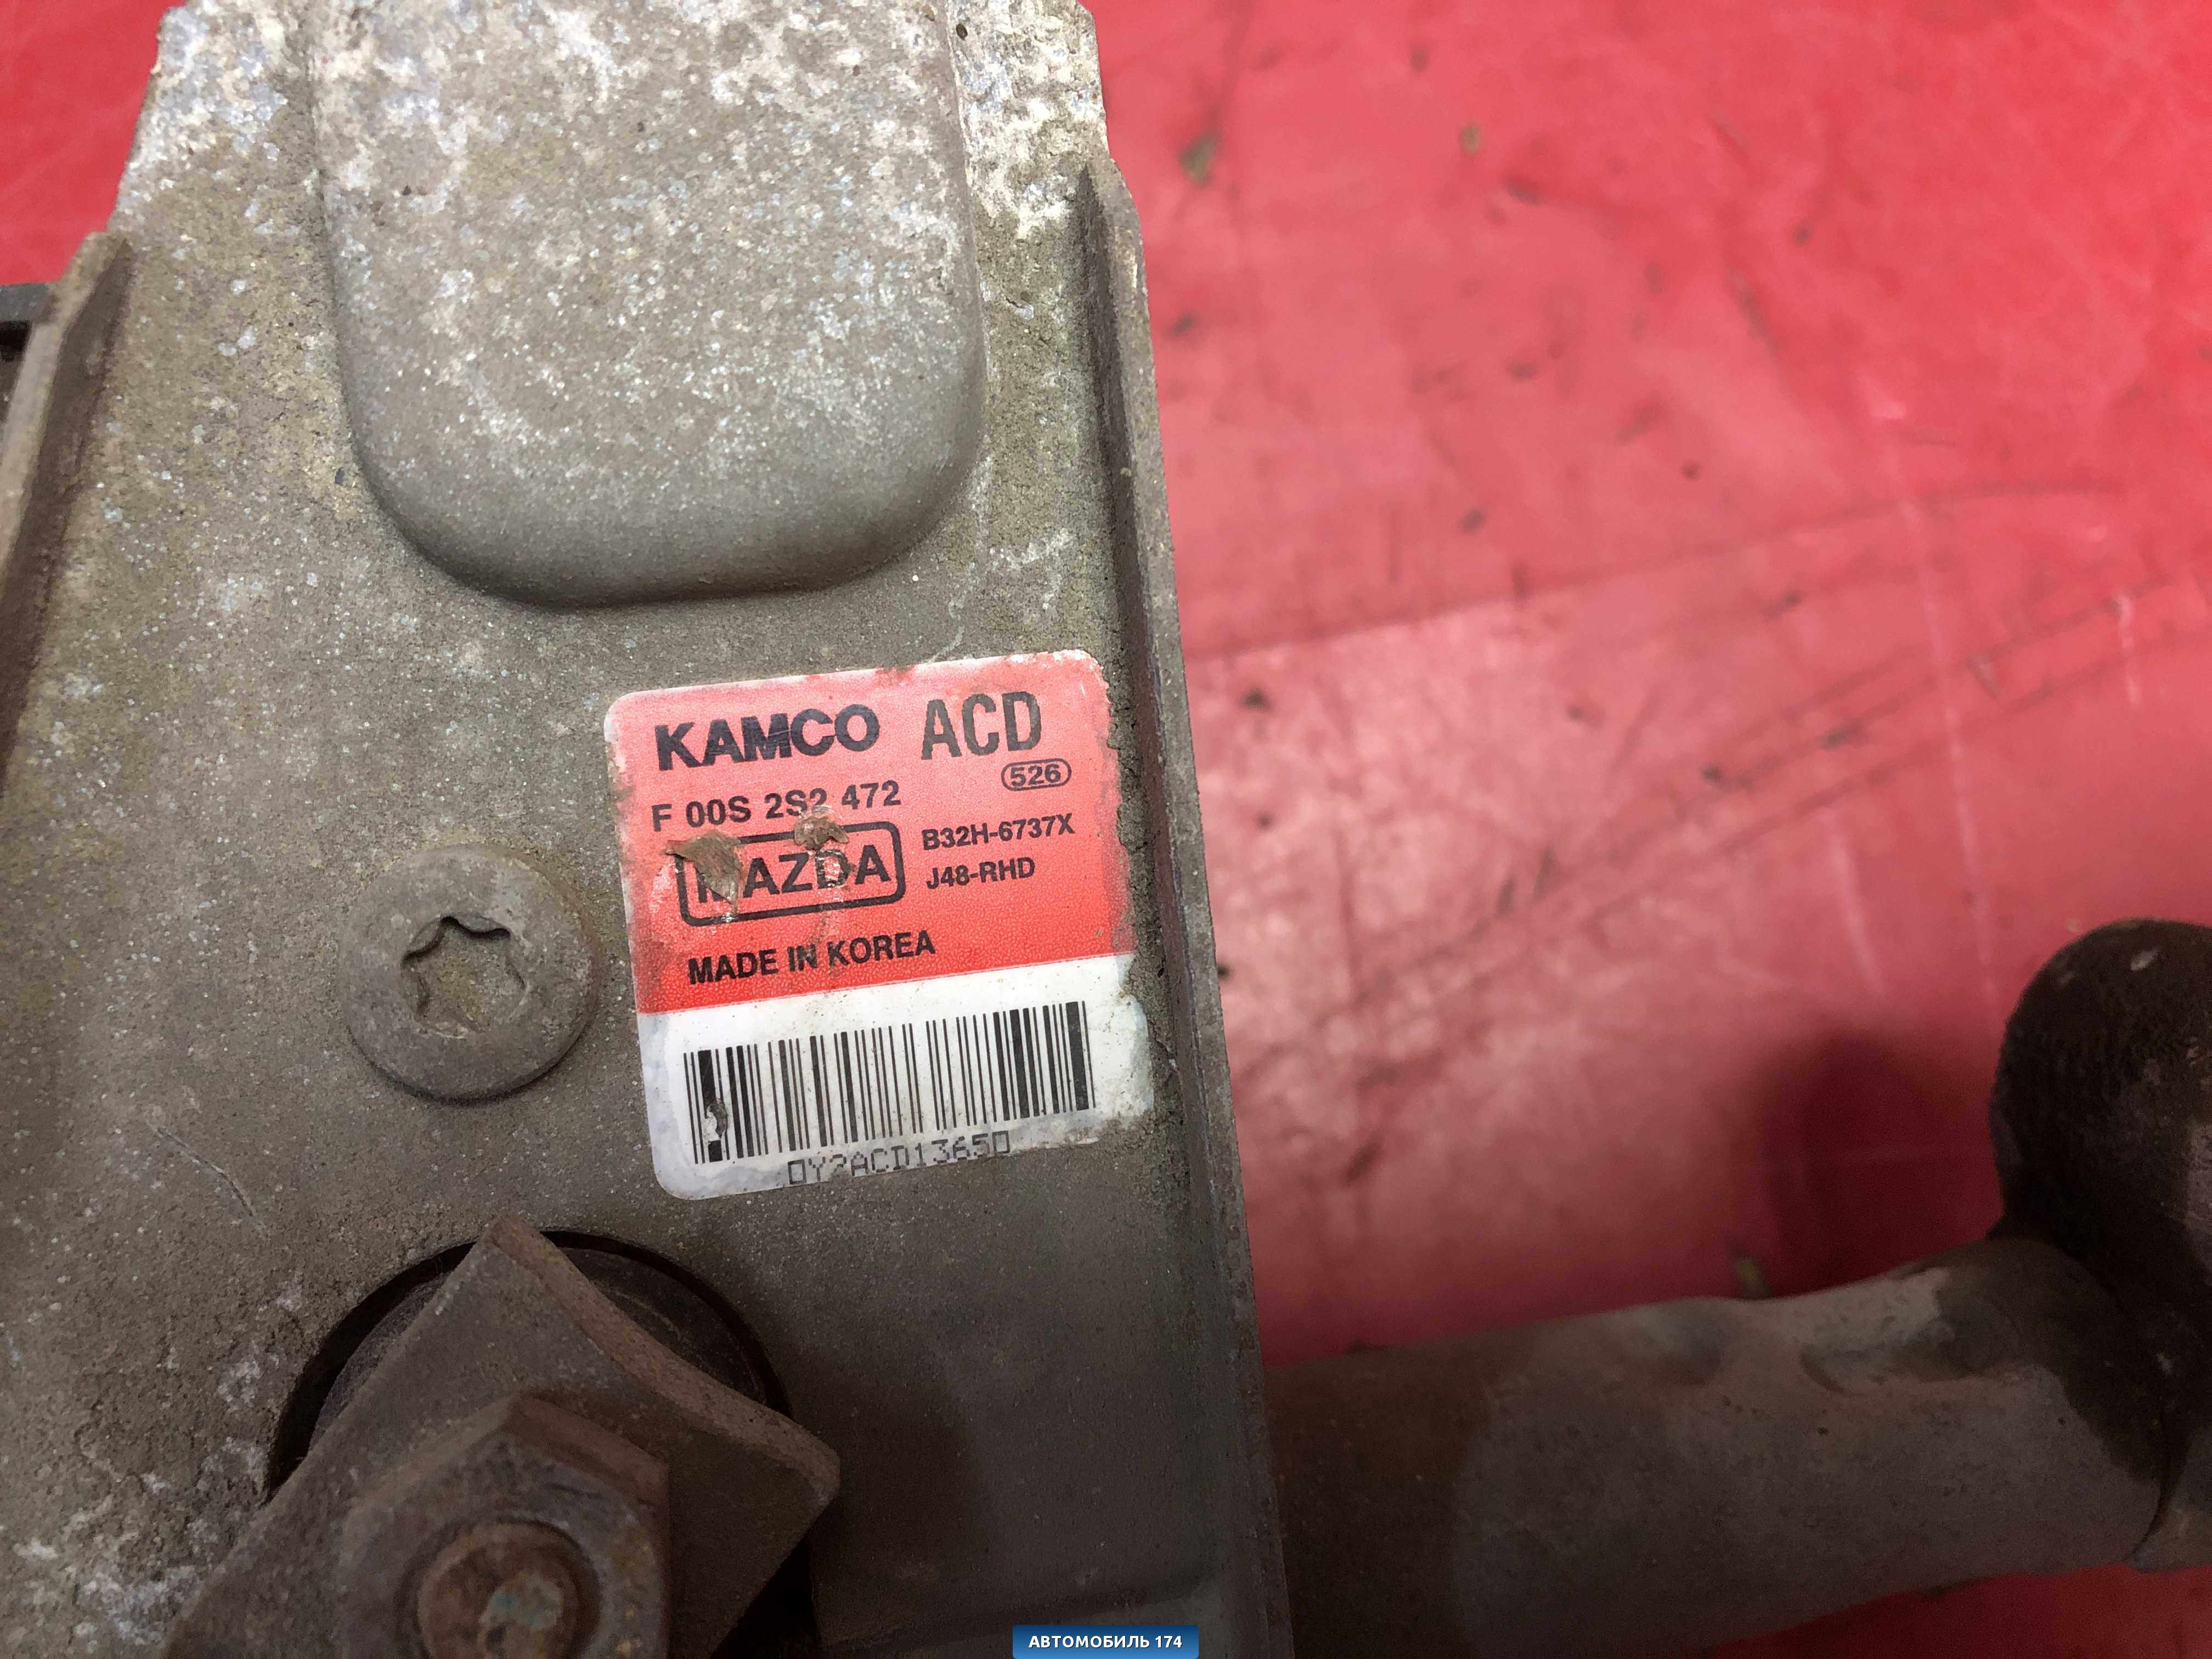 KAMCO ACD
526
F 00S 2S2 472
MAZDA
B32H-6737X
J48-RHD
MADE IN KOREA
0Y2ACD13650
АВТОМОБИЛЬ 174